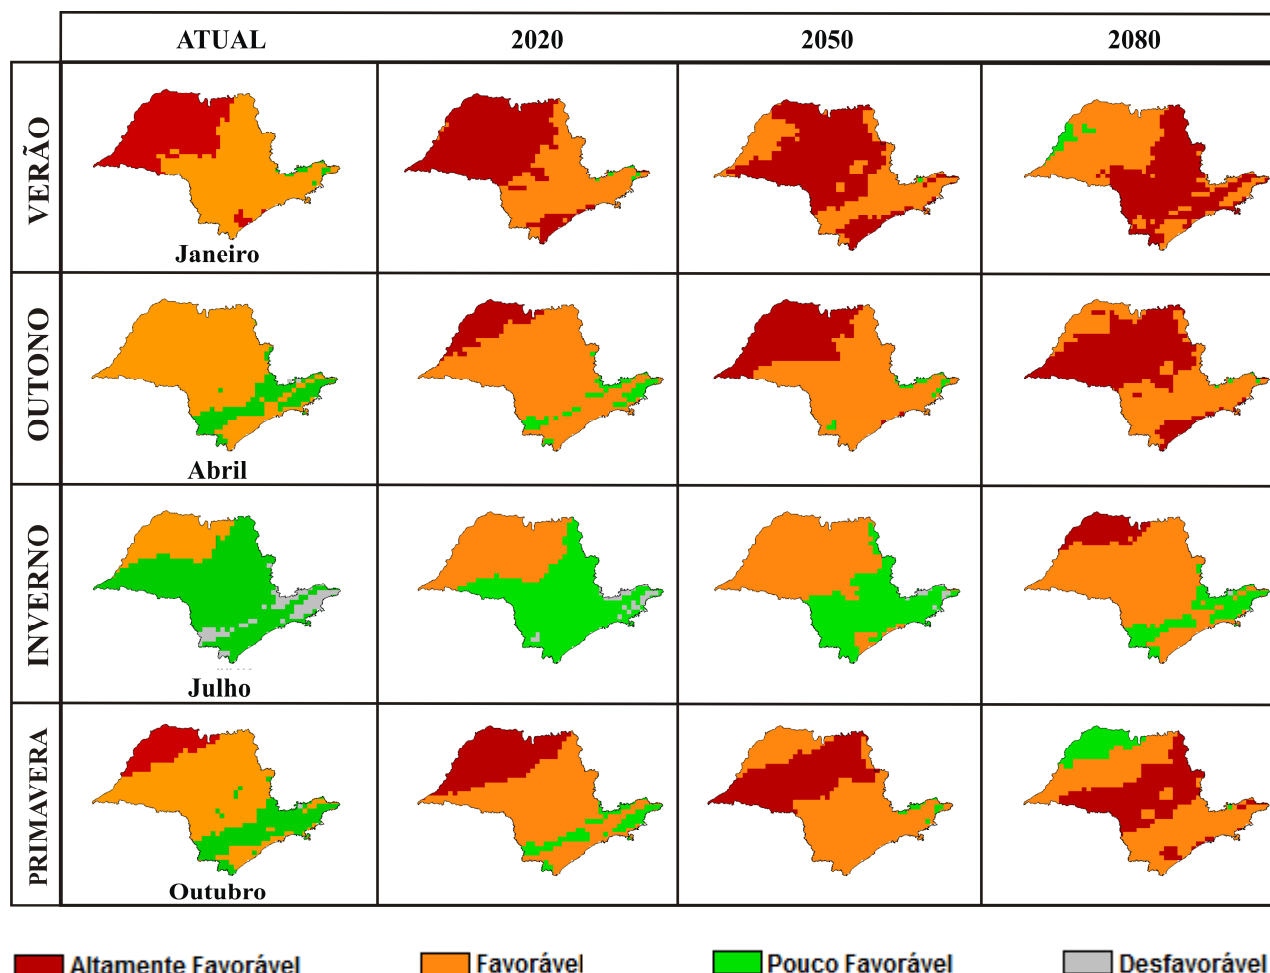 ATUAL 2020 2050 2080
VERÃO
Janeiro
OUTONO
Abril
INVERNO
Julho
PRIMAVERA
Outubro
Altamente Favorável Favorável Pouco Favorável Desfavorável